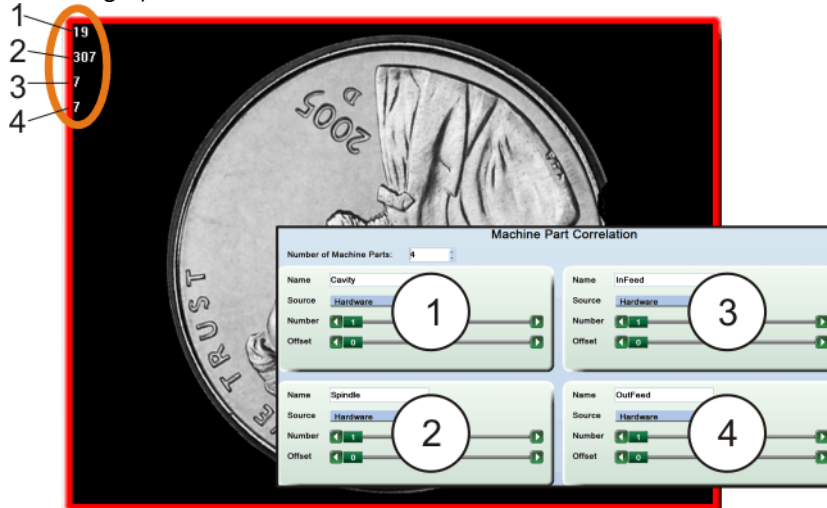 1
19
2
307
3
7
4
7
2005
D
E TRUST
Machine Part Correlation
Number of Machine Parts: 4
Name Cavity
Source Hardware
Number 1
Offset 0
1
Name InFeed
Source Hardware
Number 1
Offset 0
3
Name Spindle
Source Hardware
Number 1
Offset 0
2
Name OutFeed
Source Hardware
Number 1
Offset 0
4